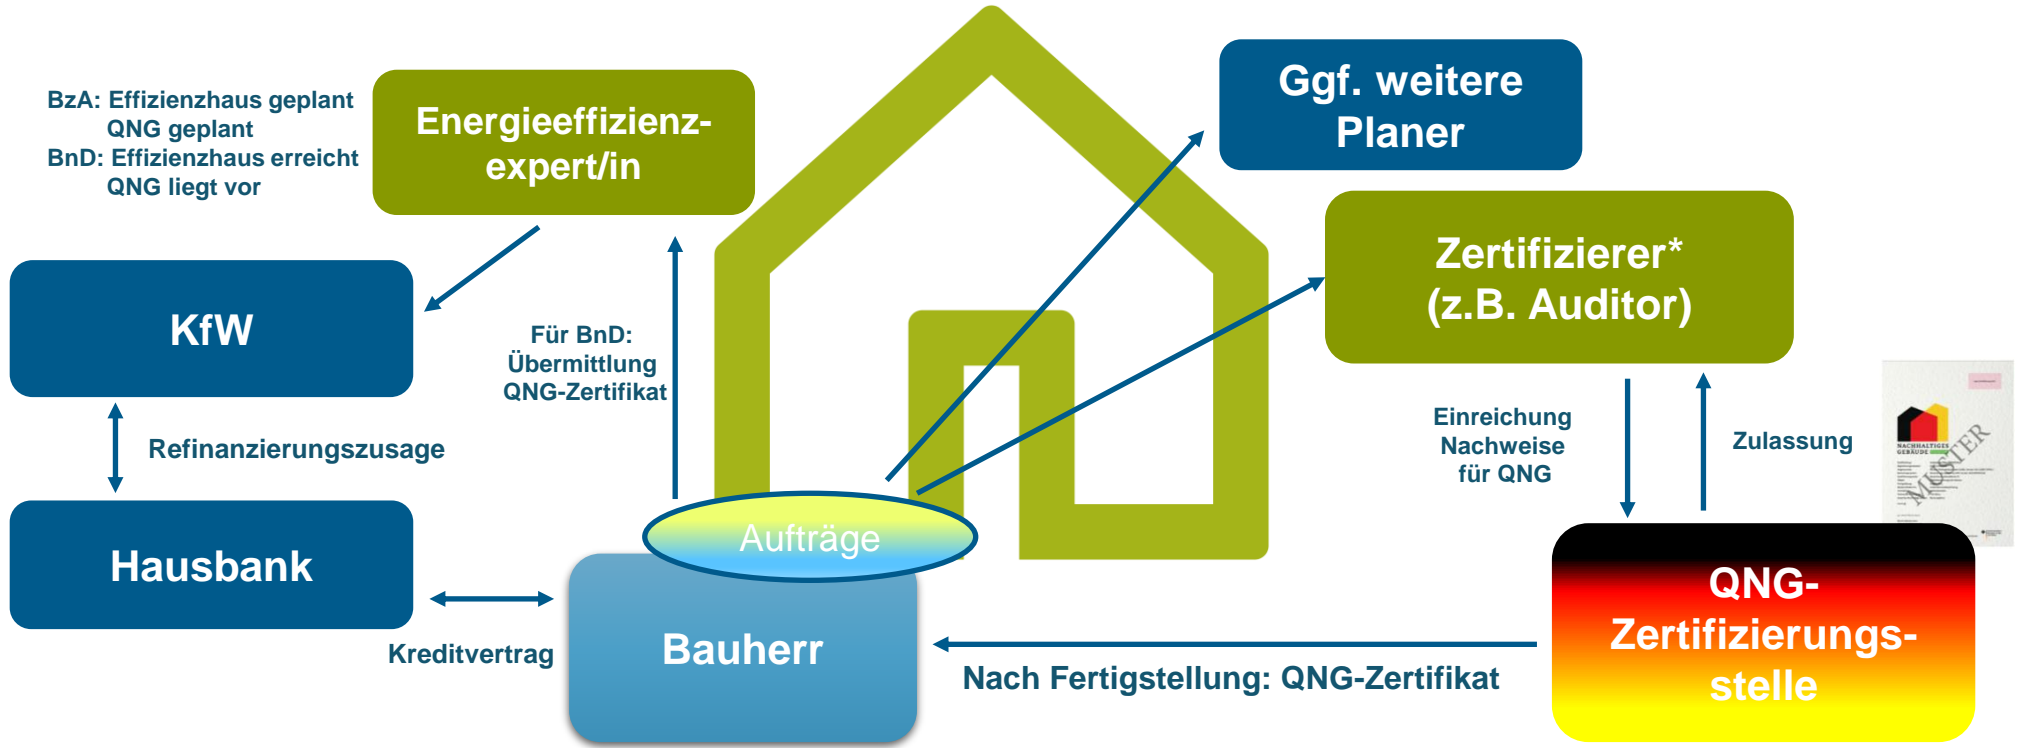 BzA: Effizienzhaus geplant
QNG geplant
BnD: Effizienzhaus erreicht
QNG liegt vor
Energieeffizienz-
expert/in
Ggf. weitere
Planer
Zertifizierer*
(z.B. Auditor)
KfW
Für BnD:
Übermittlung
QNG-Zertifikat
Refinanzierungszusage
Einreichung
Nachweise
für QNG
Zulassung
NACHHALTIGES
GEBÄUDE
MUSTER
Hausbank
Aufträge
Kreditvertrag
Bauherr
Nach Fertigstellung: QNG-Zertifikat
QNG-
Zertifizierungs-
stelle